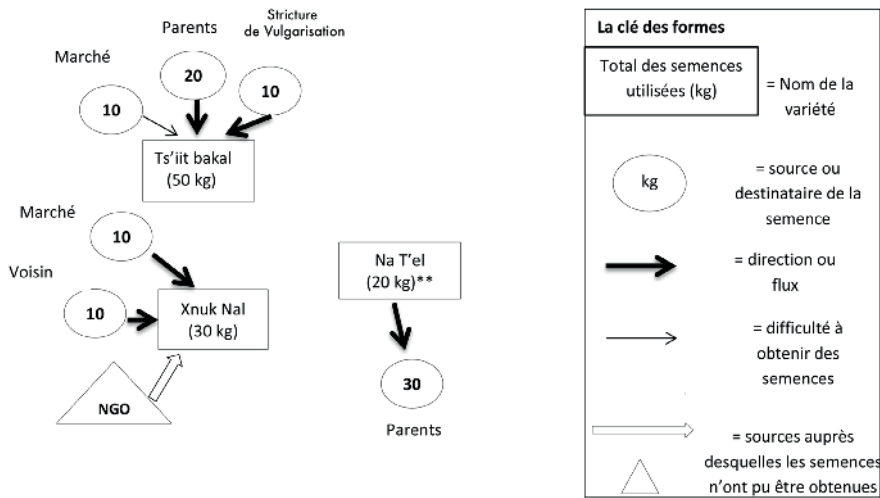 Stricture
de Vulgarisation
Parents
Marché
20
10
10
Ts'iit bakal
(50 kg)
Marché
10
Voisin
10
Xnuk Nal
(30 kg)
NGO
Na T'el
(20 kg)**
30
Parents
La clé des formes
Total des semences
utilisées (kg)
= Nom de la
variété
kg
= source ou
destinataire de la
semence
= direction ou
flux
= difficulté à
obtenir des
semences
= sources auprès
desquelles les semences
n'ont pu être obtenues